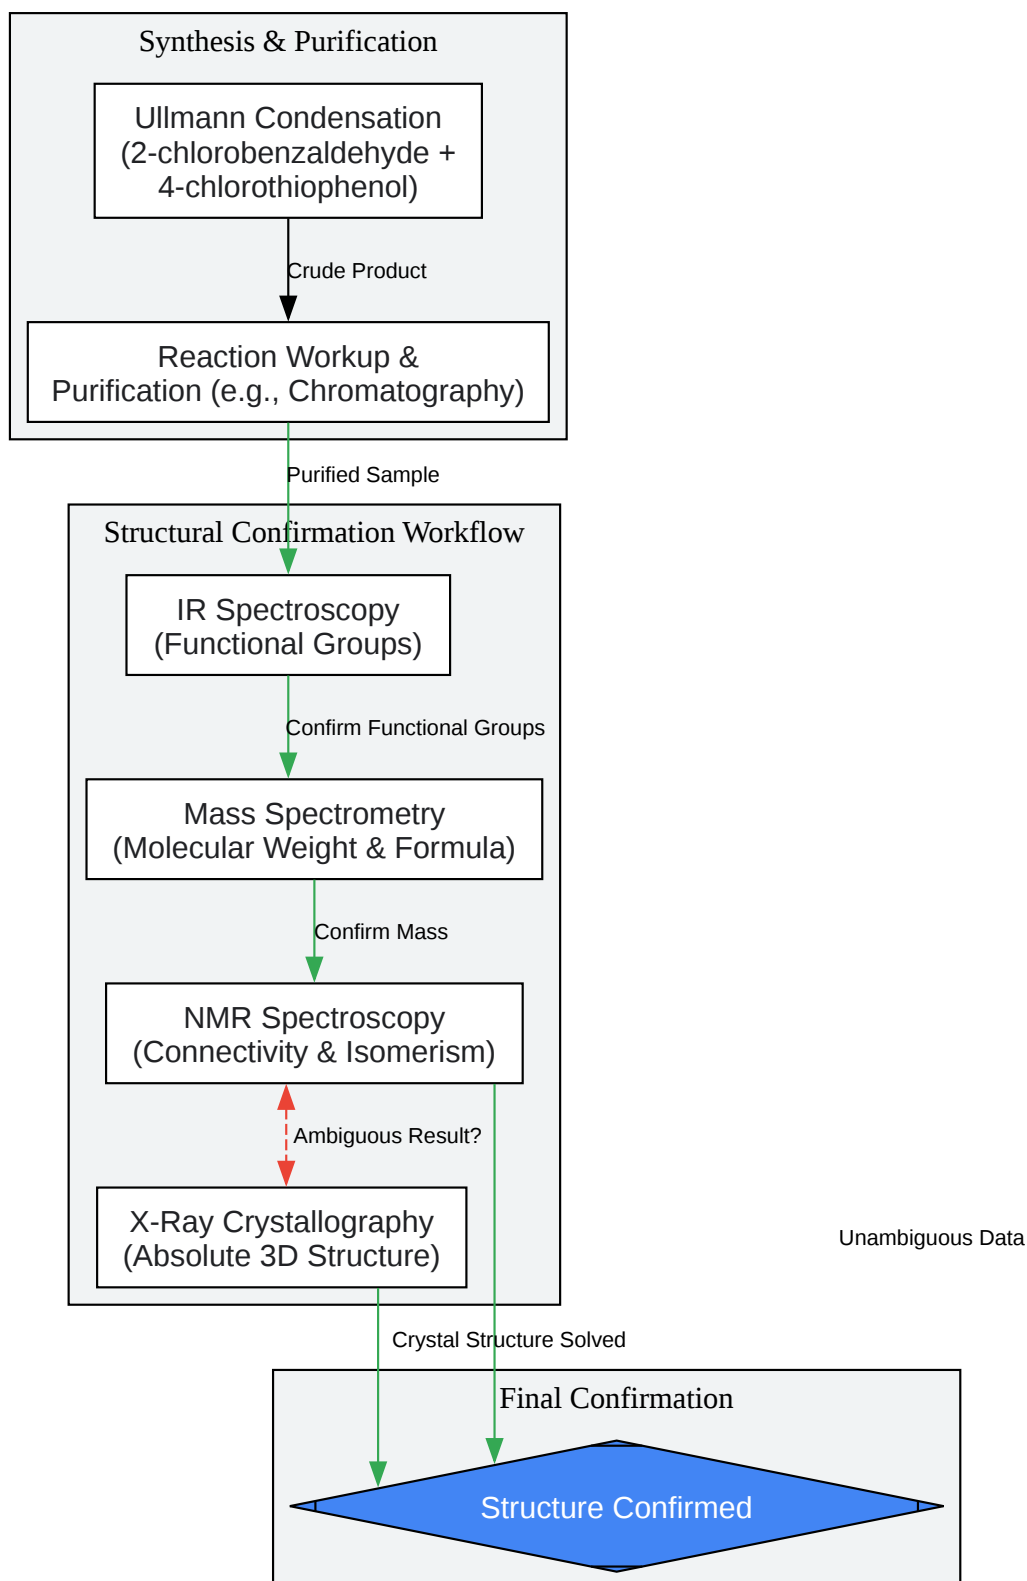 Synthesis & Purification
Ullmann Condensation
(2-chlorobenzaldehyde +
4-chlorothiophenol)
Crude Product
Reaction Workup &
Purification (e.g., Chromatography)
Purified Sample
Structural Confirmation Workflow
IR Spectroscopy
(Functional Groups)
Confirm Functional Groups
Mass Spectrometry
(Molecular Weight & Formula)
Confirm Mass
NMR Spectroscopy
(Connectivity & Isomerism)
Ambiguous Result?
X-Ray Crystallography
(Absolute 3D Structure)
Unambiguous Data
Crystal Structure Solved
Final Confirmation
Structure Confirmed